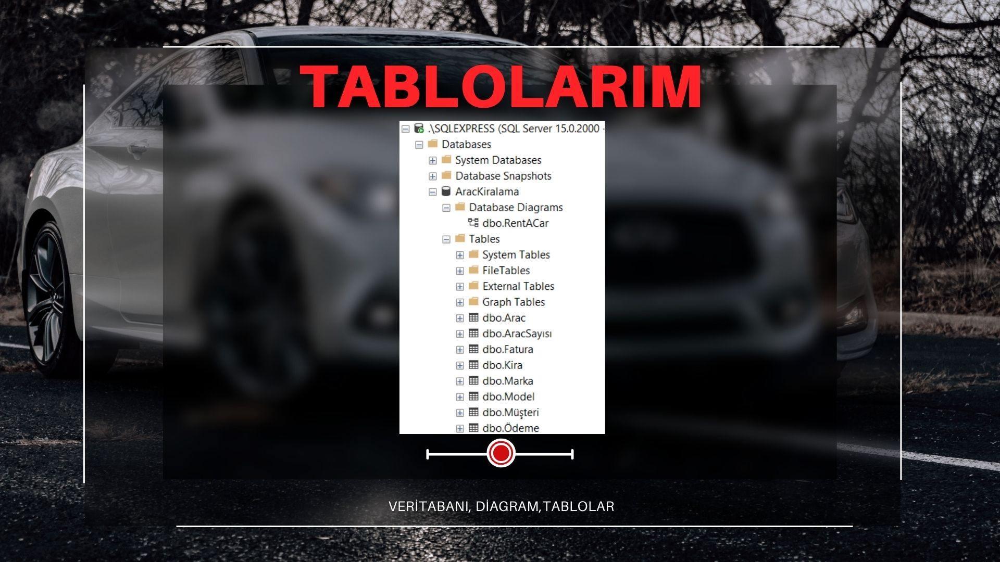 TABLOLARIM
.\SQLEXPRESS (SQL Server 15.0.2000 -
Databases
System Databases
Database Snapshots
AracKiralama
Database Diagrams
dbo.RentACar
Tables
System Tables
FileTables
External Tables
Graph Tables
dbo.Arac
dbo.AracSayısı
dbo.Fatura
dbo.Kira
dbo.Marka
dbo.Model
dbo.Müşteri
dbo.Ödeme
VERİTABANI, DİAGRAM,TABLOLAR